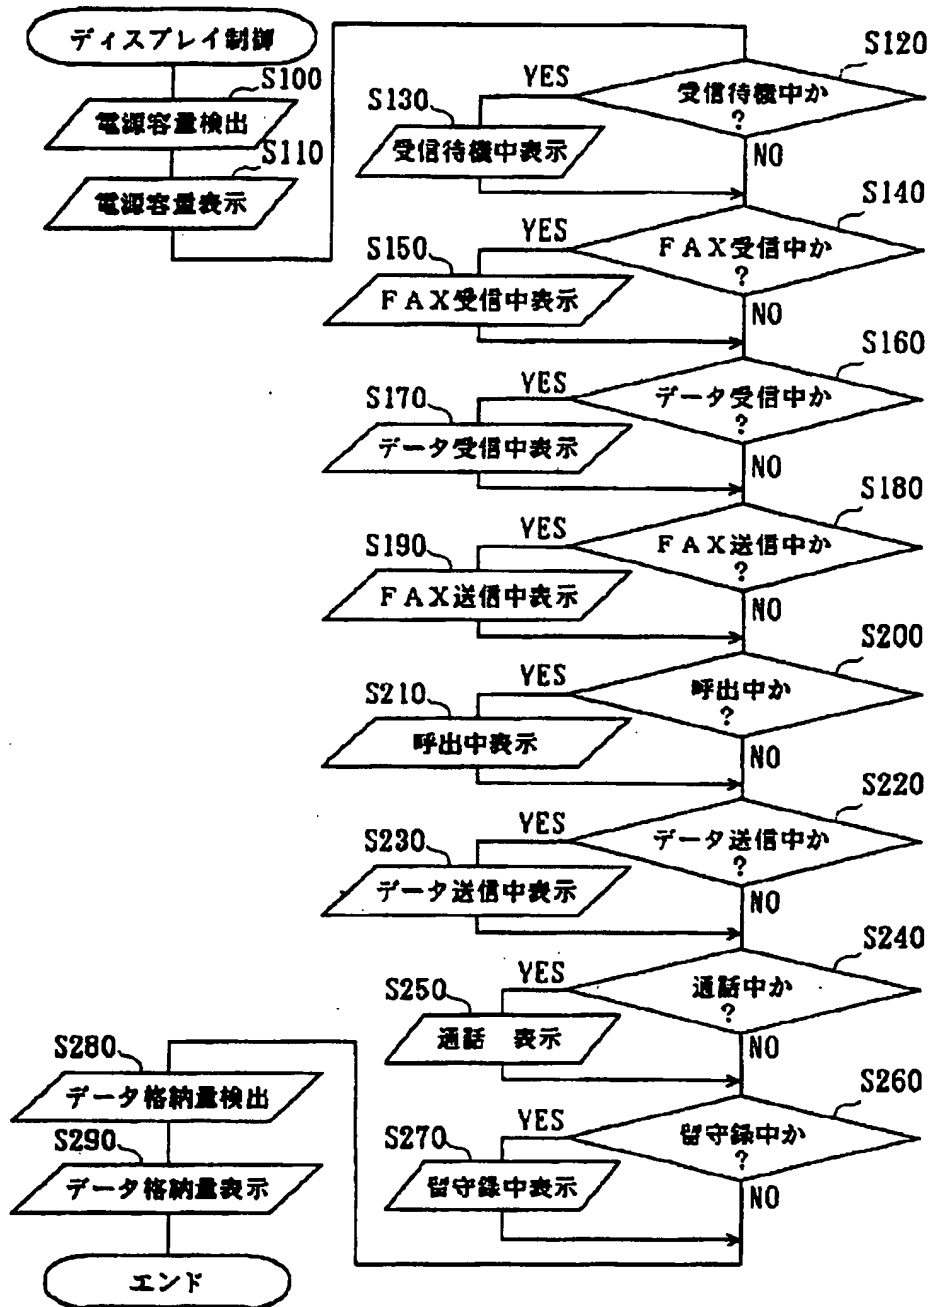 ディスプレイ制御
S100
電源容量検出
S110
電源容量表示
S120
受信待機中か
?
YES
NO
S130
受信待機中表示
S140
FAX受信中か
?
YES
NO
S150
FAX受信中表示
S160
データ受信中か
?
YES
NO
S170
データ受信中表示
S180
FAX送信中か
?
YES
NO
S190
FAX送信中表示
S200
呼出中か
?
YES
NO
S210
呼出中表示
S220
データ送信中か
?
YES
NO
S230
データ送信中表示
S240
通話中か
?
YES
NO
S250
通話 表示
S260
留守録中か
?
YES
NO
S270
留守録中表示
S280
データ格納量検出
S290
データ格納量表示
エンド